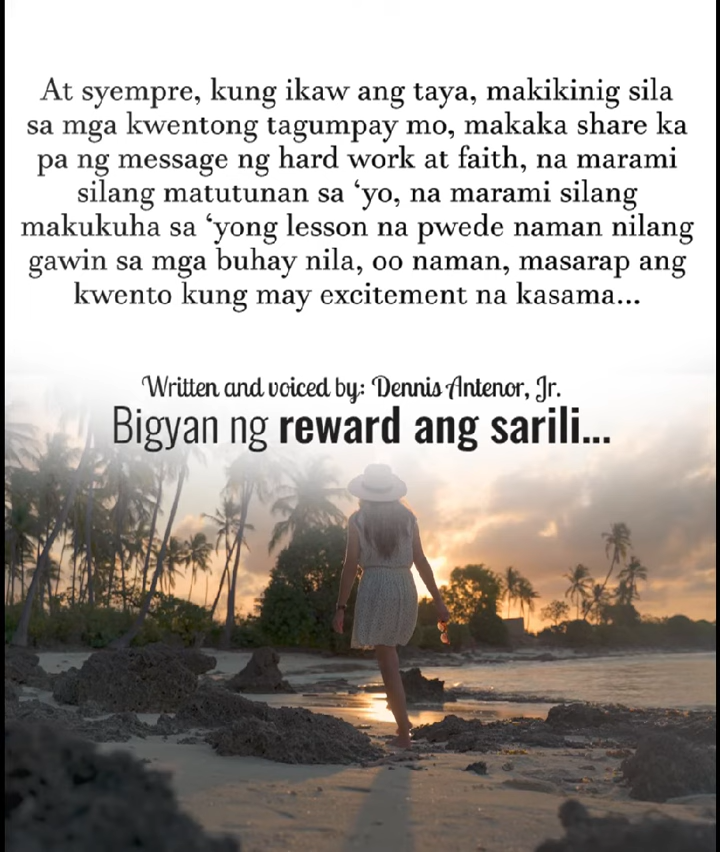 At syempre, kung ikaw ang taya, makikinig sila
sa mga kwentong tagumpay mo, makaka share ka
pa ng message ng hard work at faith, na marami
silang matutunan sa ‘yo, na marami silang
makukuha sa ‘yong lesson na pwede naman nilang
gawin sa mga buhay nila, oo naman, masarap ang
kwento kung may excitement na kasama...
Written and voiced by: Dennis Antenor, Jr.
Bigyan ng reward ang sarili...